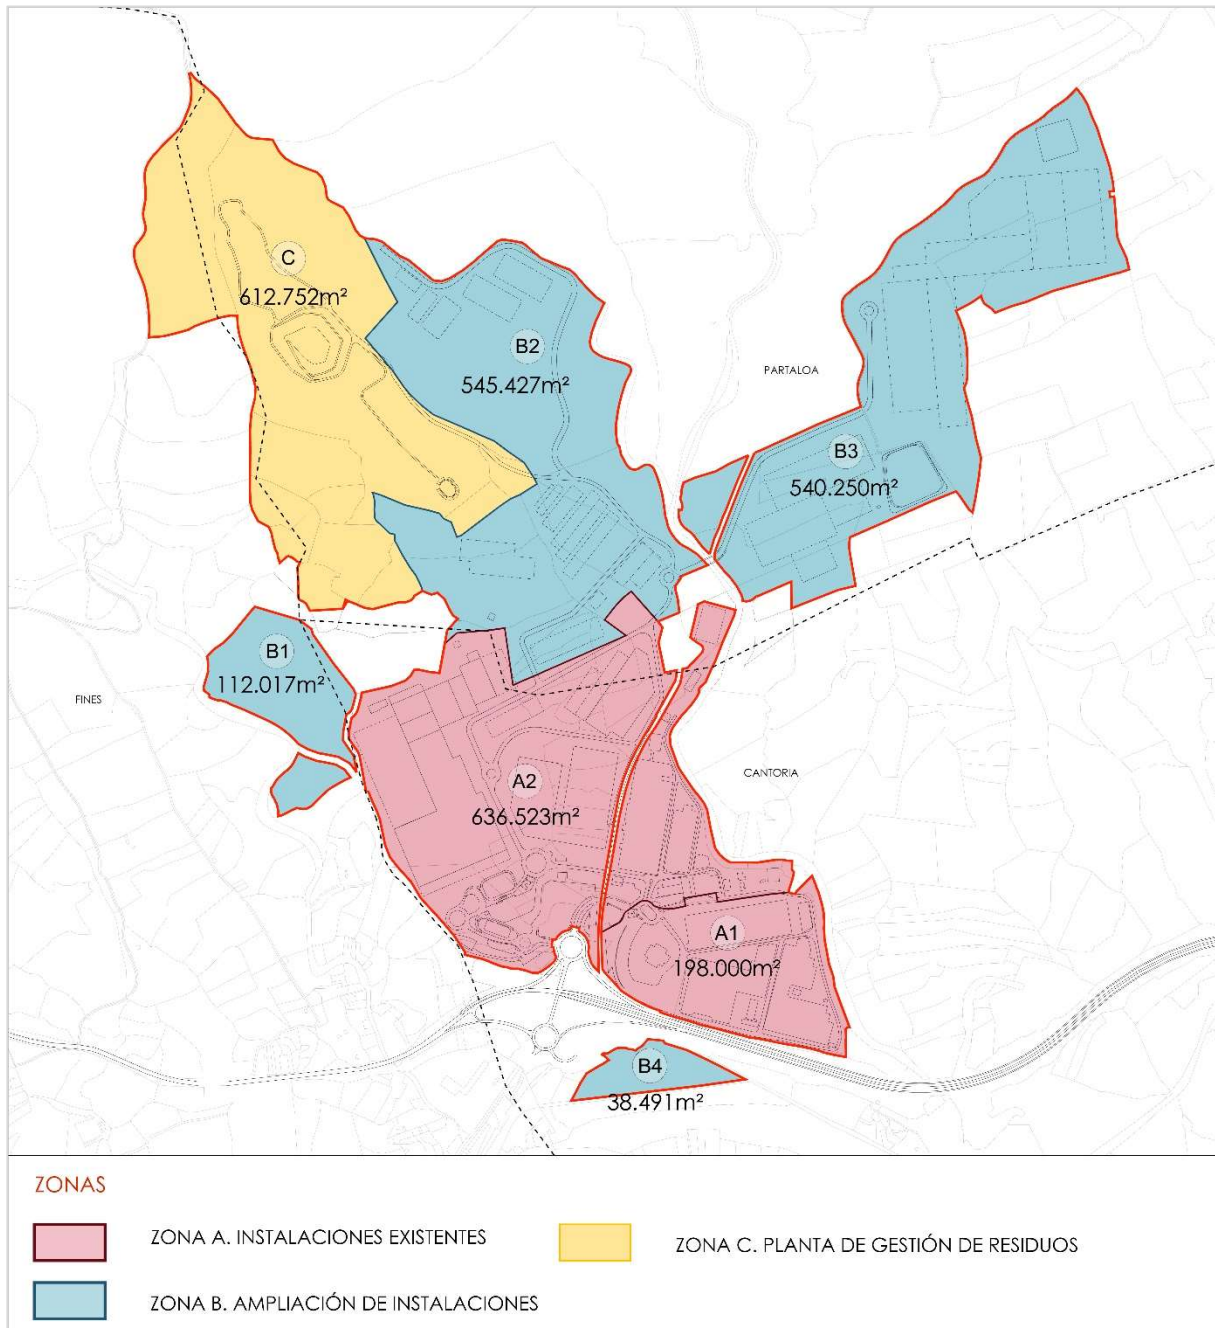 C
612.752m²
B2
545.427m²
PARTALOA
B3
540.250m²
B1
112.017m²
FINES
A2
636.523m²
CANTORIA
A1
198.000m²
B4
38.491m²
ZONAS
ZONA A. INSTALACIONES EXISTENTES
ZONA C. PLANTA DE GESTIÓN DE RESIDUOS
ZONA B. AMPLIACIÓN DE INSTALACIONES